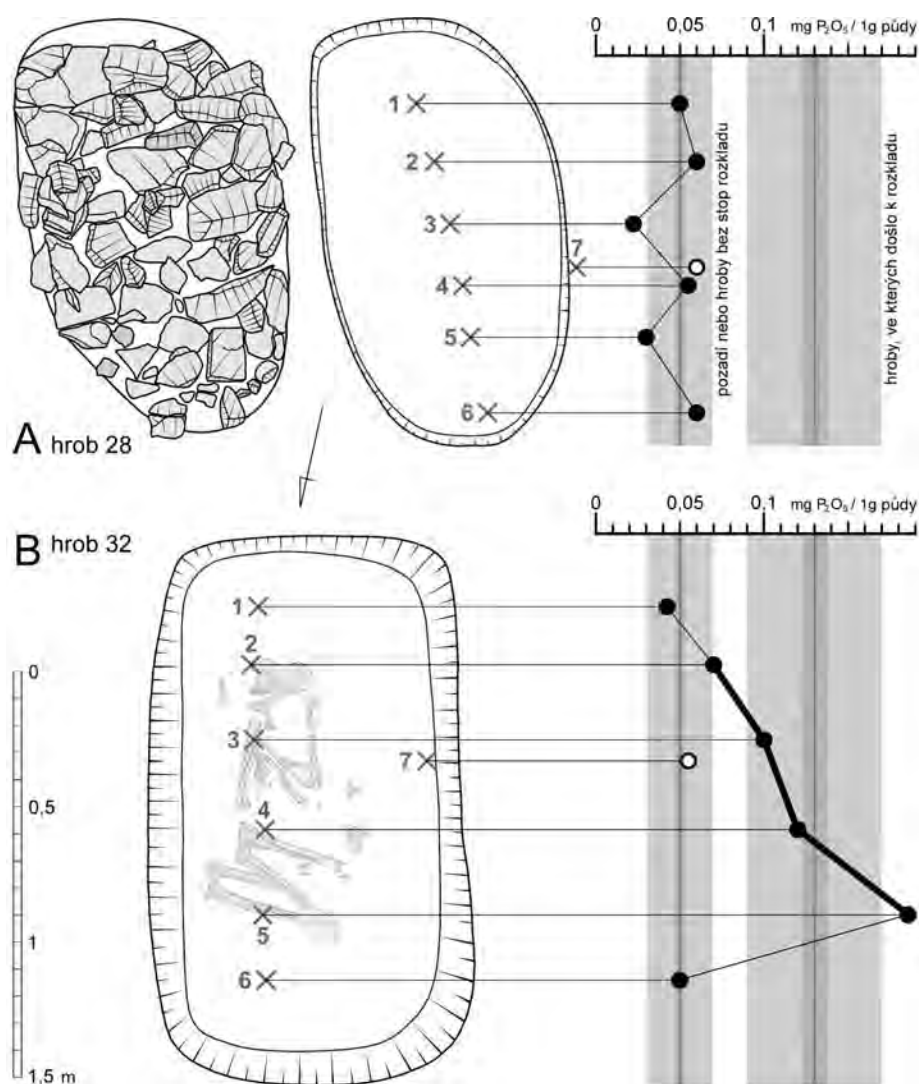 0 0,05 0,1 mg P₂O₅ / 1g půdy
1
2
3
7
4
5
6
pozadí nebo hroby bez stop rozkladu
hroby, ve kterých došlo k rozkladu
A hrob 28
0 0,05 0,1 mg P₂O₅ / 1g půdy
B hrob 32
1
2
3
7
4
5
6
0
0,5
1
1,5 m